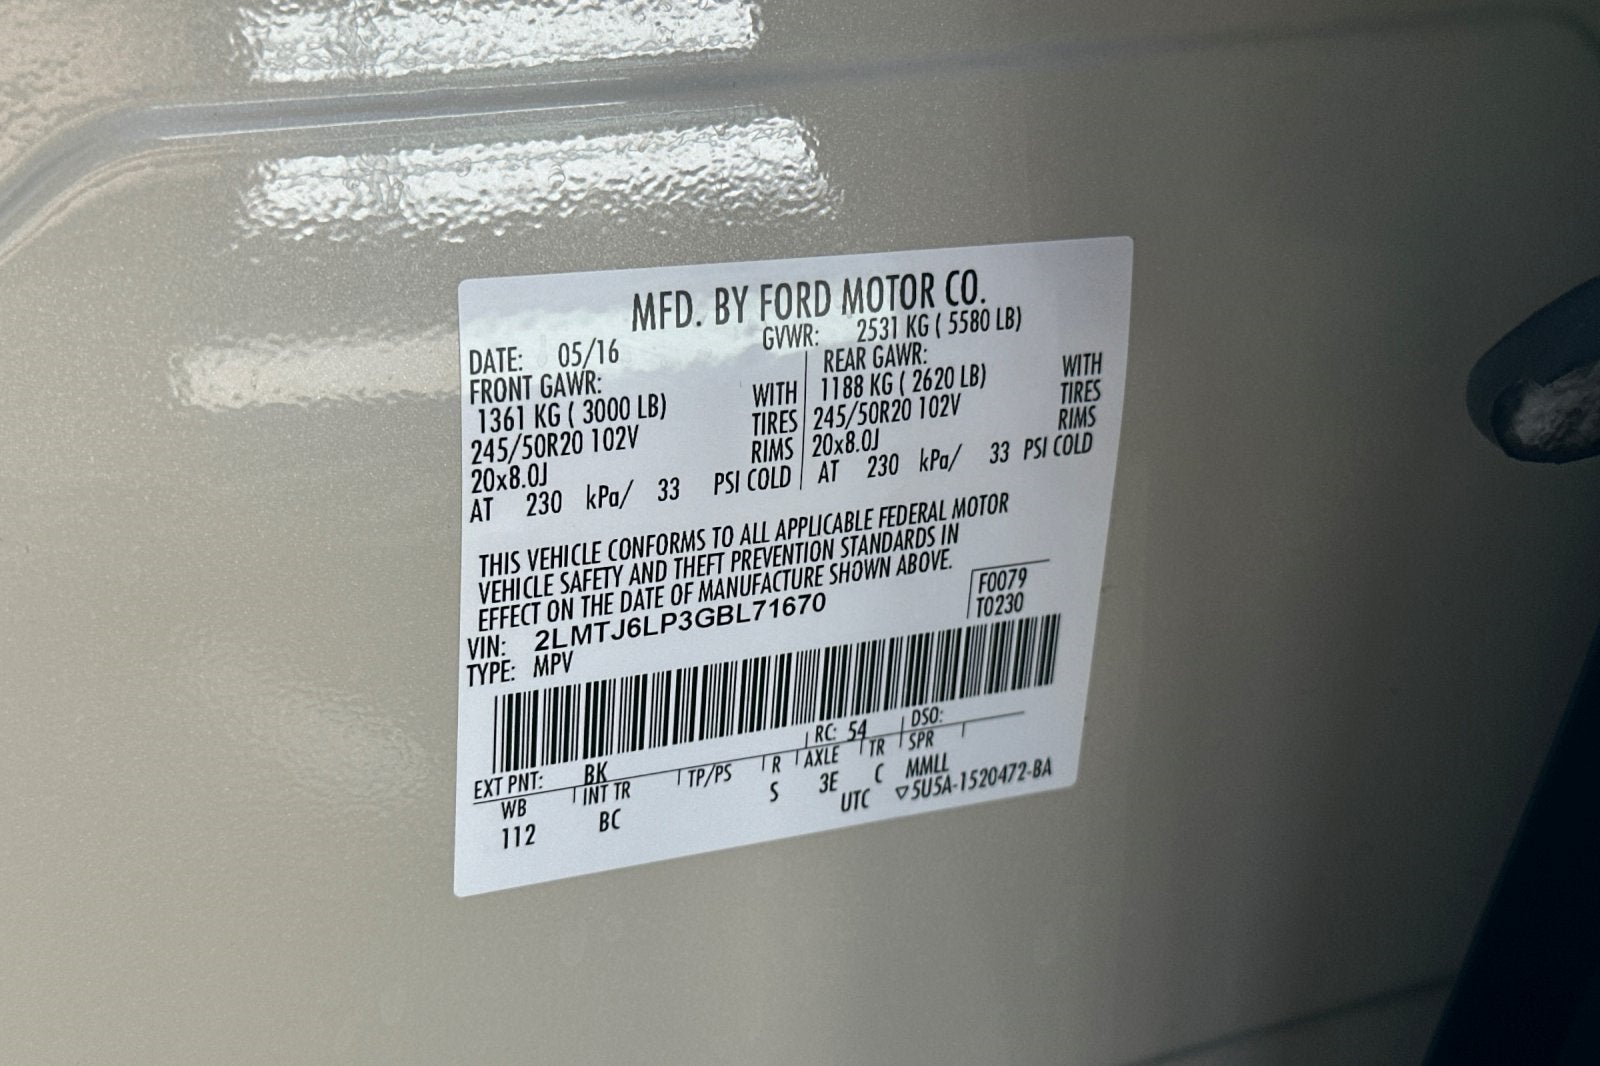 MFD. BY FORD MOTOR CO.
DATE: 05/16 GVWR: 2531 KG ( 5580 LB)
FRONT GAWR: REAR GAWR:
1361 KG ( 3000 LB) WITH 1188 KG ( 2620 LB) WITH
245/50R20 102V TIRES 245/50R20 102V TIRES
20x8.0J RIMS 20x8.0J RIMS
AT 230 kPa/ 33 PSI COLD AT 230 kPa/ 33 PSI COLD
THIS VEHICLE CONFORMS TO ALL APPLICABLE FEDERAL MOTOR
VEHICLE SAFETY AND THEFT PREVENTION STANDARDS IN
EFFECT ON THE DATE OF MANUFACTURE SHOWN ABOVE.
F0079
T0230
VIN: 2LMTJ6LP3GBL71670
TYPE: MPV
EXT PNT: BK RC: 54 DSO:
WB INT TR TP/PS R AXLE TR SPR
112 BC S 3E C MMLL
UTC ▽5U5A-1520472-BA